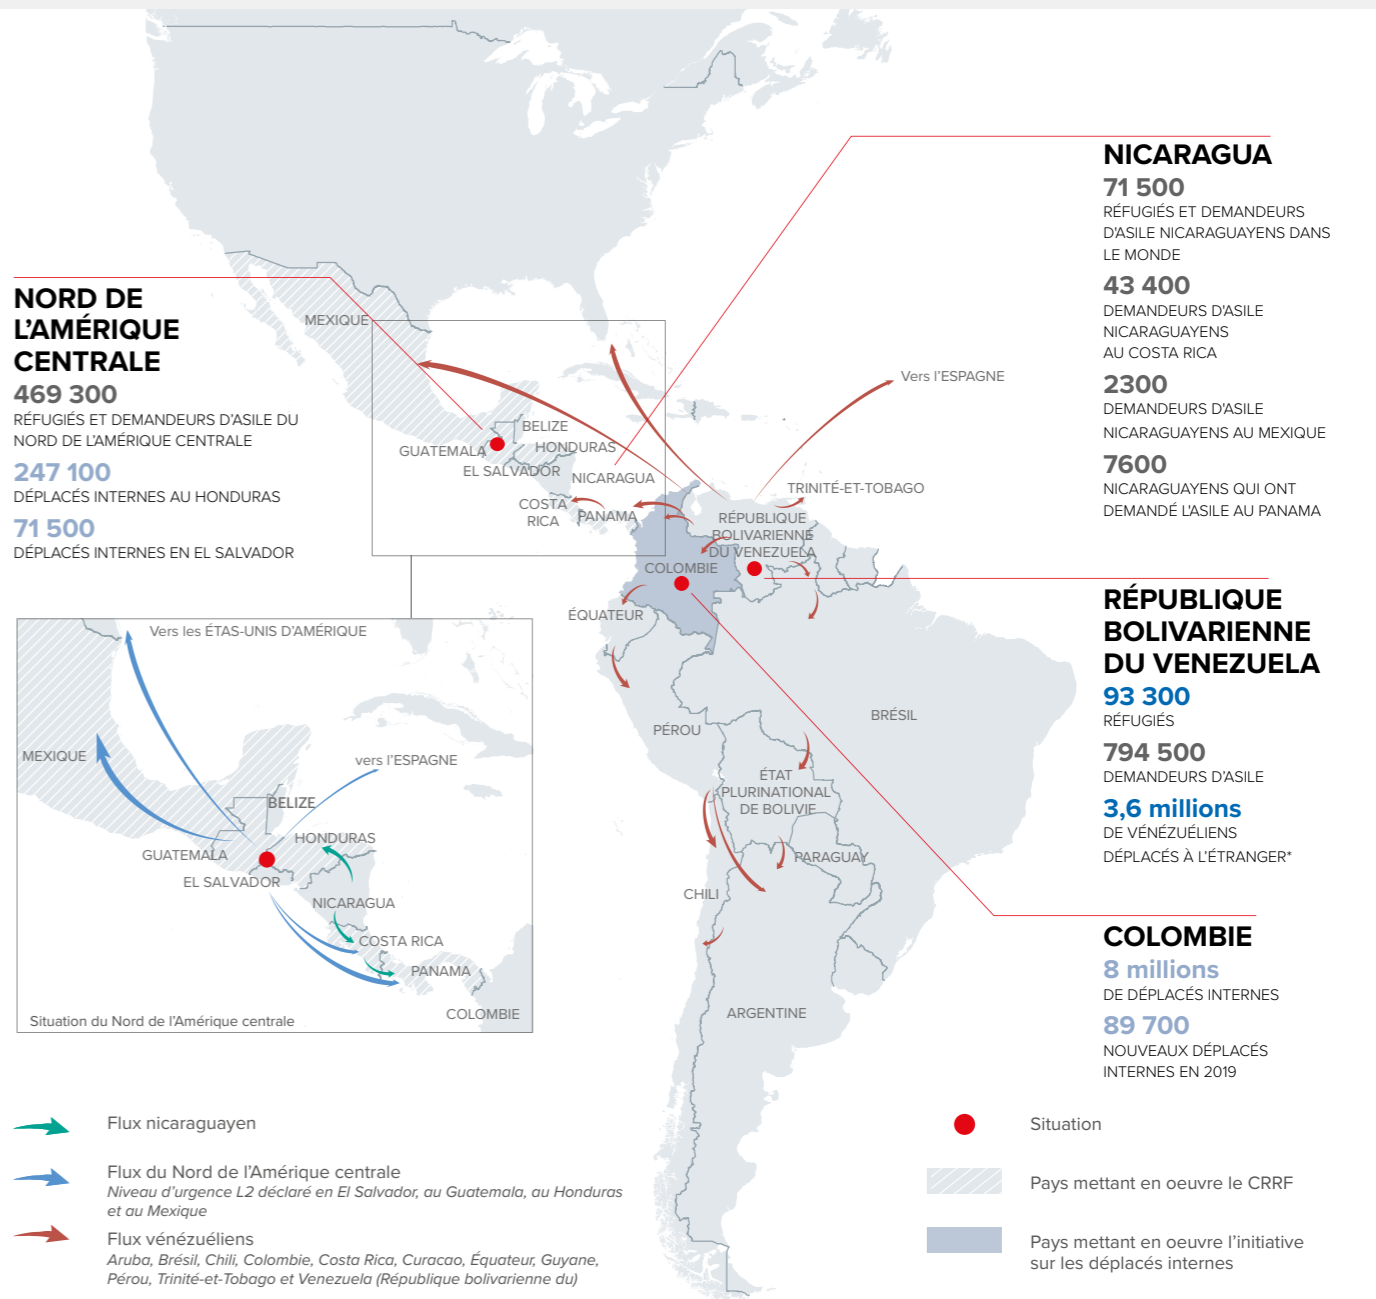 NICARAGUA
71 500
RÉFUGIÉS ET DEMANDEURS
D'ASILE NICARAGUAYENS DANS
LE MONDE
43 400
DEMANDEURS D'ASILE
NICARAGUAYENS
AU COSTA RICA
2300
DEMANDEURS D'ASILE
NICARAGUAYENS AU MEXIQUE
7600
NICARAGUAYENS QUI ONT
DEMANDÉ L'ASILE AU PANAMA
NORD DE
L'AMÉRIQUE
CENTRALE
469 300
RÉFUGIÉS ET DEMANDEURS D'ASILE DU
NORD DE L'AMÉRIQUE CENTRALE
247 100
DÉPLACÉS INTERNES AU HONDURAS
71 500
DÉPLACÉS INTERNES EN EL SALVADOR
MEXIQUE
Vers l'ESPAGNE
BELIZE
GUATEMALA
HONDURAS
EL SALVADOR
NICARAGUA
COSTA
RICA
PANAMA
TRINITÉ-ET-TOBAGO
RÉPUBLIQUE
BOLIVARIENNE
DU VENEZUELA
COLOMBIE
ÉQUATEUR
PÉROU
BRÉSIL
ÉTAT
PLURINATIONAL
DE BOLIVIE
PARAGUAY
CHILI
ARGENTINE
RÉPUBLIQUE
BOLIVARIENNE
DU VENEZUELA
93 300
RÉFUGIÉS
794 500
DEMANDEURS D'ASILE
3,6 millions
DE VÉNÉZUÉLIENS
DÉPLACÉS À L'ÉTRANGER*
COLOMBIE
8 millions
DE DÉPLACÉS INTERNES
89 700
NOUVEAUX DÉPLACÉS
INTERNES EN 2019
Vers les ÉTAS-UNIS D'AMÉRIQUE
MEXIQUE
vers l'ESPAGNE
BELIZE
HONDURAS
GUATEMALA
EL SALVADOR
NICARAGUA
COSTA RICA
PANAMA
COLOMBIE
Situation du Nord de l'Amérique centrale
Flux nicaraguayen
Flux du Nord de l'Amérique centrale
Niveau d'urgence L2 déclaré en El Salvador, au Guatemala, au Honduras
et au Mexique
Flux vénézuéliens
Aruba, Brésil, Chili, Colombie, Costa Rica, Curacao, Équateur, Guyane,
Pérou, Trinité-et-Tobago et Venezuela (République bolivarienne du)
Situation
Pays mettant en oeuvre le CRRF
Pays mettant en oeuvre l'initiative
sur les déplacés internes